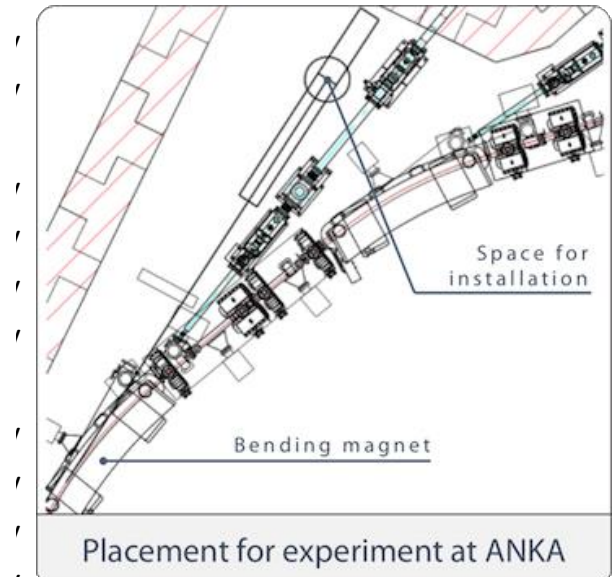 Space for
installation
Bending magnet
Placement for experiment at ANKA